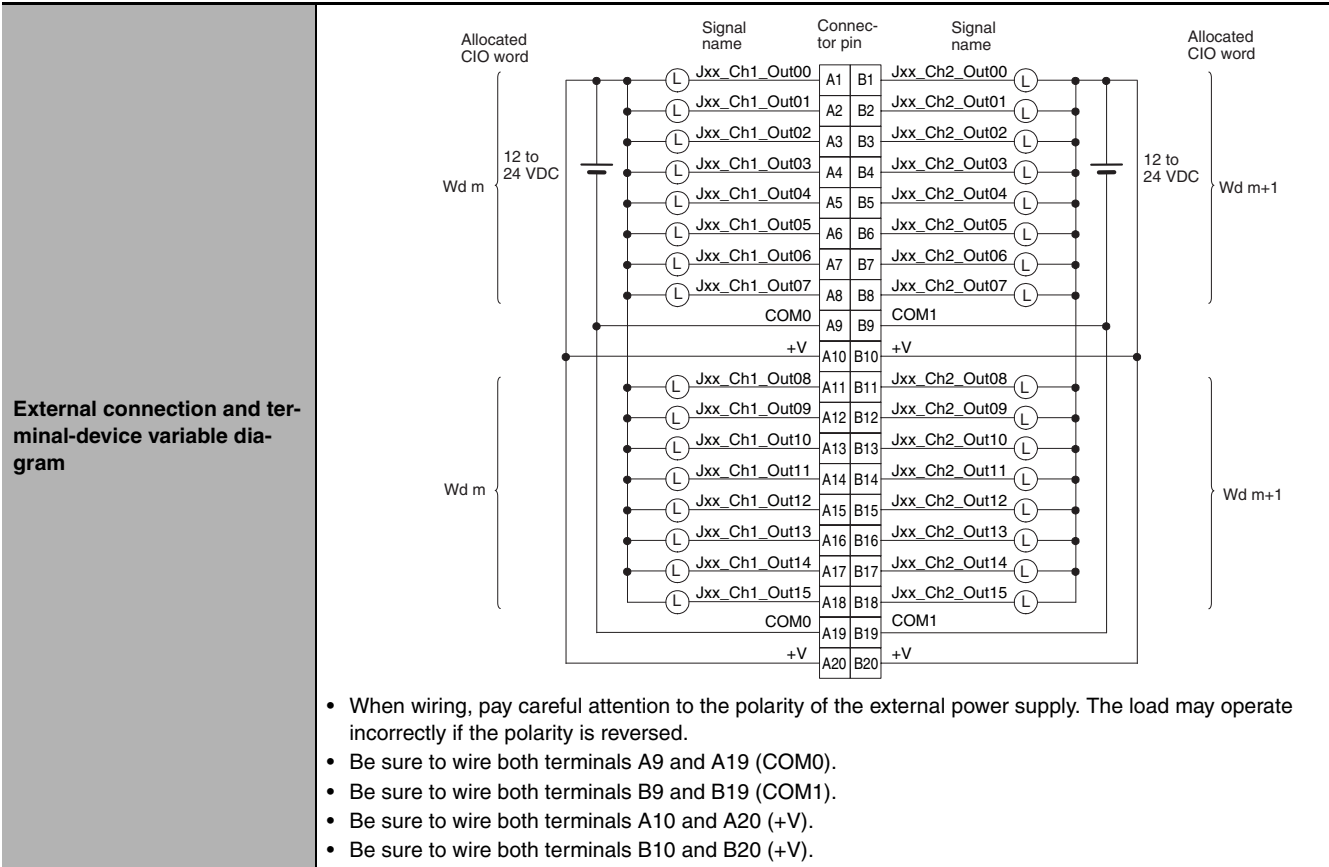 External connection and ter-
minal-device variable dia-
gram
Allocated
CIO word
Signal
name
Connec-
tor pin
Signal
name
Allocated
CIO word
L Jxx_Ch1_Out00 A1 B1 Jxx_Ch2_Out00 L
L Jxx_Ch1_Out01 A2 B2 Jxx_Ch2_Out01 L
L Jxx_Ch1_Out02 A3 B3 Jxx_Ch2_Out02 L
12 to
24 VDC
L Jxx_Ch1_Out03 A4 B4 Jxx_Ch2_Out03 L
12 to
24 VDC
Wd m
Wd m+1
L Jxx_Ch1_Out04 A5 B5 Jxx_Ch2_Out04 L
L Jxx_Ch1_Out05 A6 B6 Jxx_Ch2_Out05 L
L Jxx_Ch1_Out06 A7 B7 Jxx_Ch2_Out06 L
L Jxx_Ch1_Out07 A8 B8 Jxx_Ch2_Out07 L
COM0 A9 B9 COM1
+V A10 B10 +V
L Jxx_Ch1_Out08 A11 B11 Jxx_Ch2_Out08 L
L Jxx_Ch1_Out09 A12 B12 Jxx_Ch2_Out09 L
L Jxx_Ch1_Out10 A13 B13 Jxx_Ch2_Out10 L
L Jxx_Ch1_Out11 A14 B14 Jxx_Ch2_Out11 L
Wd m
Wd m+1
L Jxx_Ch1_Out12 A15 B15 Jxx_Ch2_Out12 L
L Jxx_Ch1_Out13 A16 B16 Jxx_Ch2_Out13 L
L Jxx_Ch1_Out14 A17 B17 Jxx_Ch2_Out14 L
L Jxx_Ch1_Out15 A18 B18 Jxx_Ch2_Out15 L
COM0 A19 B19 COM1
+V A20 B20 +V
• When wiring, pay careful attention to the polarity of the external power supply. The load may operate
incorrectly if the polarity is reversed.
• Be sure to wire both terminals A9 and A19 (COM0).
• Be sure to wire both terminals B9 and B19 (COM1).
• Be sure to wire both terminals A10 and A20 (+V).
• Be sure to wire both terminals B10 and B20 (+V).